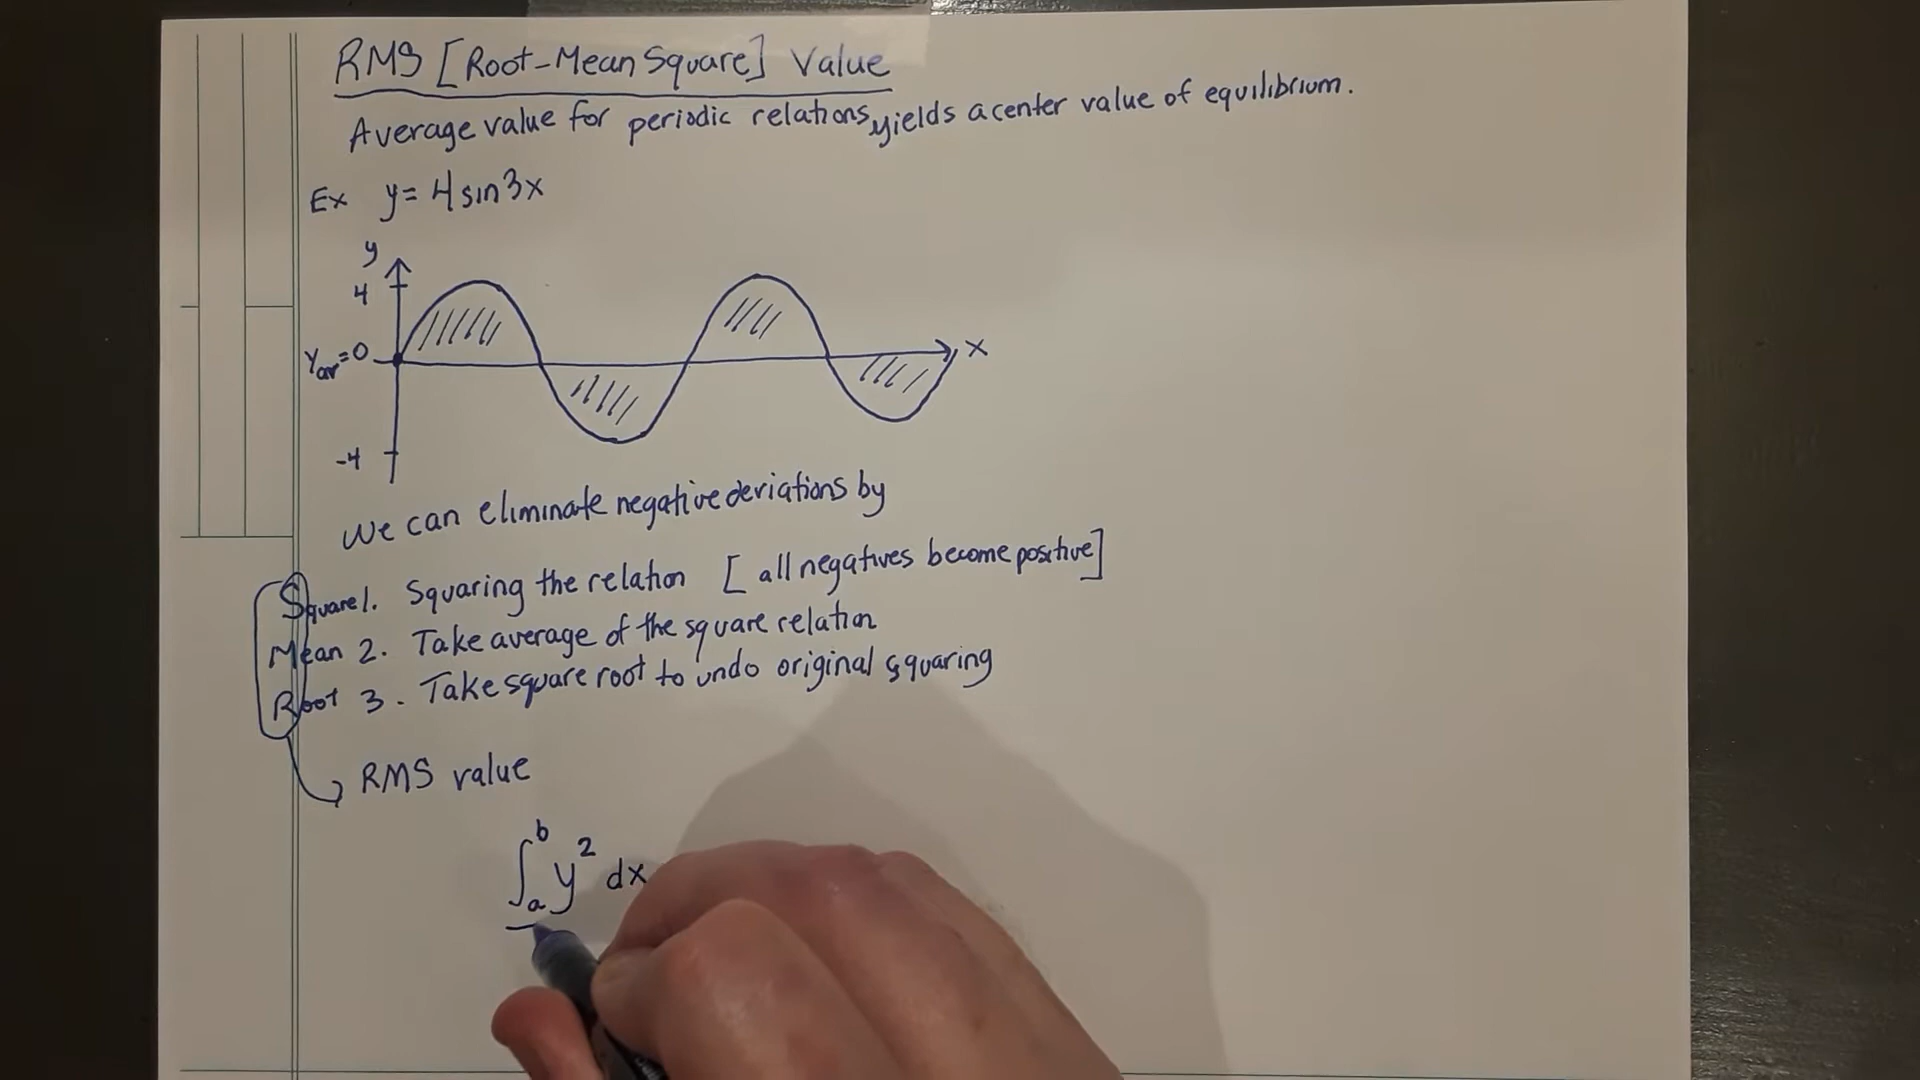 RMS [Root-Mean Square] Value
Average value for periodic relations, yields a center value of equilibrium.
Ex y = 4 sin 3x
y
4
Yav = 0
x
-4
We can eliminate negative deviations by
Square 1. Squaring the relation [all negatives become positive]
Mean 2. Take average of the square relation
Root 3. Take square root to undo original squaring
RMS value
∫ₐᵇ y² dx